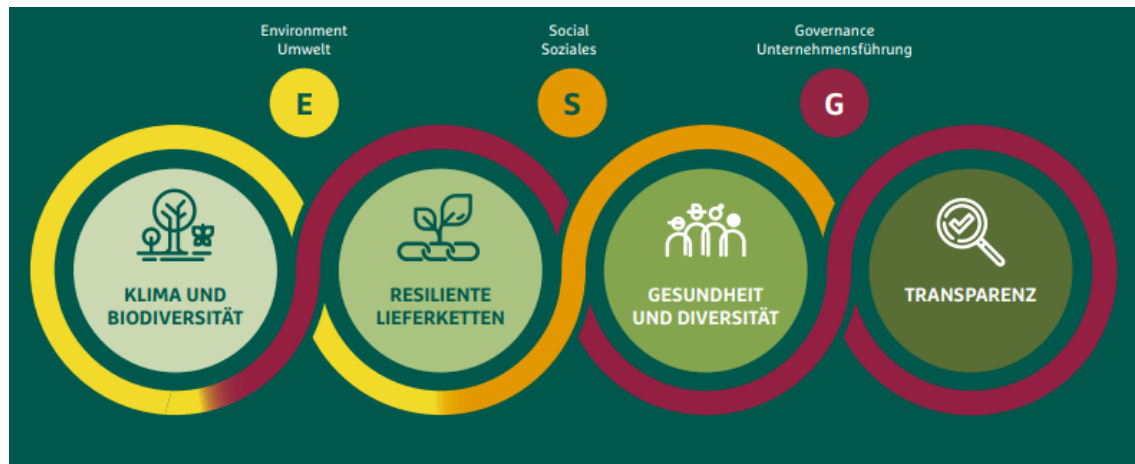 Environment
Umwelt
E
Social
Soziales
S
Governance
Unternehmensführung
G
KLIMA UND
BIODIVERSITÄT
RESILIENTE
LIEFERKETTEN
GESUNDHEIT
UND DIVERSITÄT
TRANSPARENZ